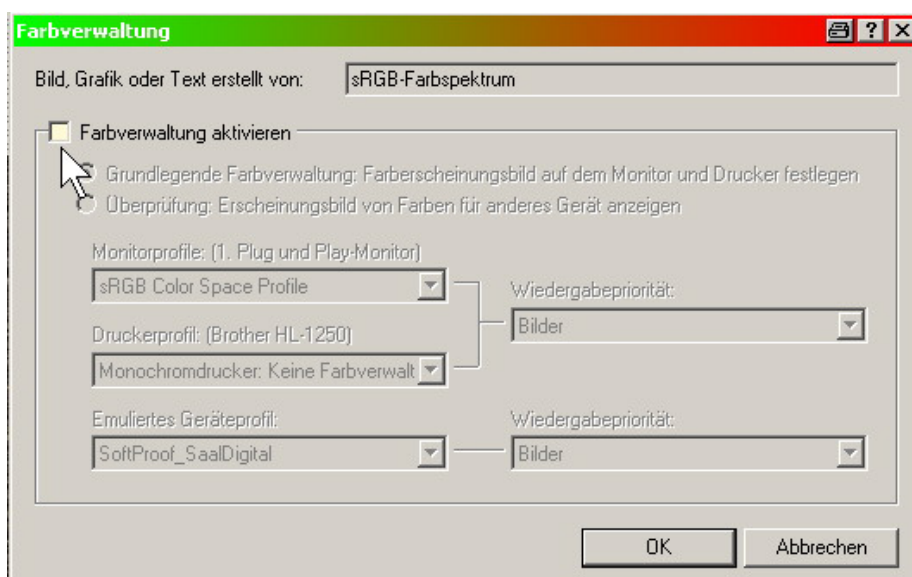 Farbverwaltung
Bild, Grafik oder Text erstellt von: sRGB-Farbspektrum
Farbverwaltung aktivieren
Grundlegende Farbverwaltung: Farberscheinungsbild auf dem Monitor und Drucker festlegen
Überprüfung: Erscheinungsbild von Farben für anderes Gerät anzeigen
Monitorprofile: (1. Plug und Play-Monitor)
sRGB Color Space Profile
Wiedergabepriorität:
Bilder
Druckerprofil: (Brother HL-1250)
Monochromdrucker: Keine Farbverwalt
Emuliertes Geräteprofil:
SoftProof_SaalDigital
Wiedergabepriorität:
Bilder
OK
Abbrechen